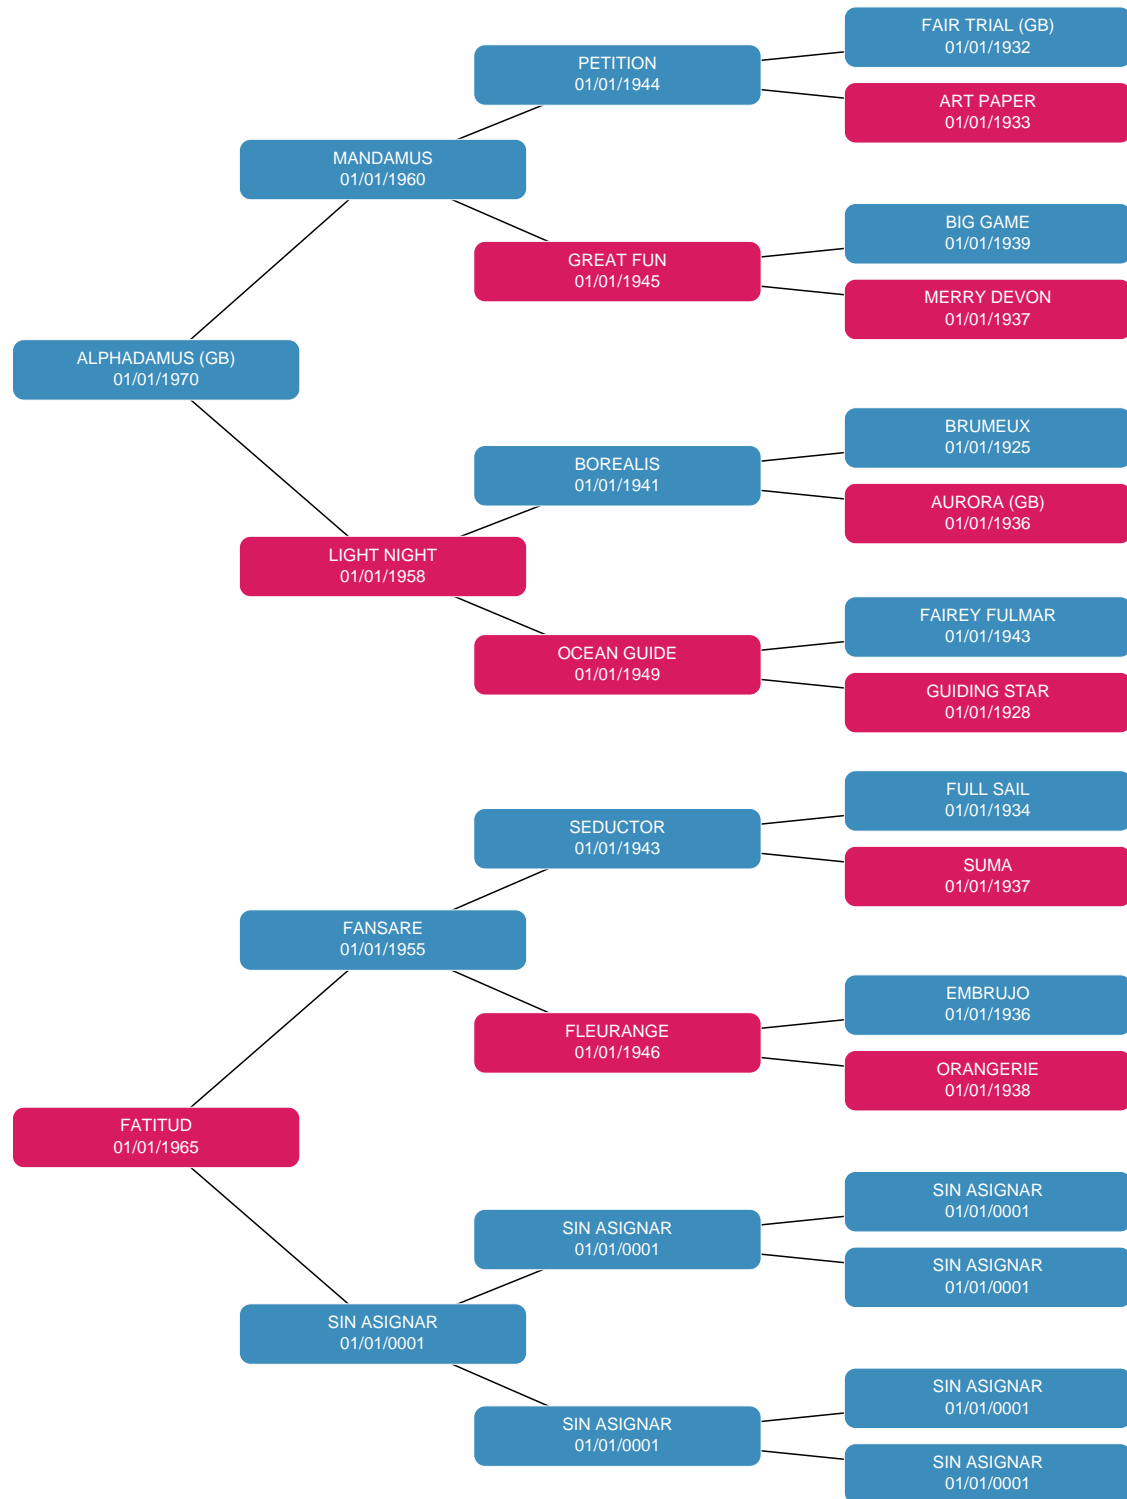 FAIR TRIAL (GB)
01/01/1932
PETITION
01/01/1944
ART PAPER
01/01/1933
MANDAMUS
01/01/1960
BIG GAME
01/01/1939
GREAT FUN
01/01/1945
MERRY DEVON
01/01/1937
ALPHADAMUS (GB)
01/01/1970
BRUMEUX
01/01/1925
BOREALIS
01/01/1941
AURORA (GB)
01/01/1936
LIGHT NIGHT
01/01/1958
FAIREY FULMAR
01/01/1943
OCEAN GUIDE
01/01/1949
GUIDING STAR
01/01/1928
FULL SAIL
01/01/1934
SEDUCTOR
01/01/1943
SUMA
01/01/1937
FANSARE
01/01/1955
EMBRUJO
01/01/1936
FLEURANGE
01/01/1946
ORANGERIE
01/01/1938
FATITUD
01/01/1965
SIN ASIGNAR
01/01/0001
SIN ASIGNAR
01/01/0001
SIN ASIGNAR
01/01/0001
SIN ASIGNAR
01/01/0001
SIN ASIGNAR
01/01/0001
SIN ASIGNAR
01/01/0001
SIN ASIGNAR
01/01/0001